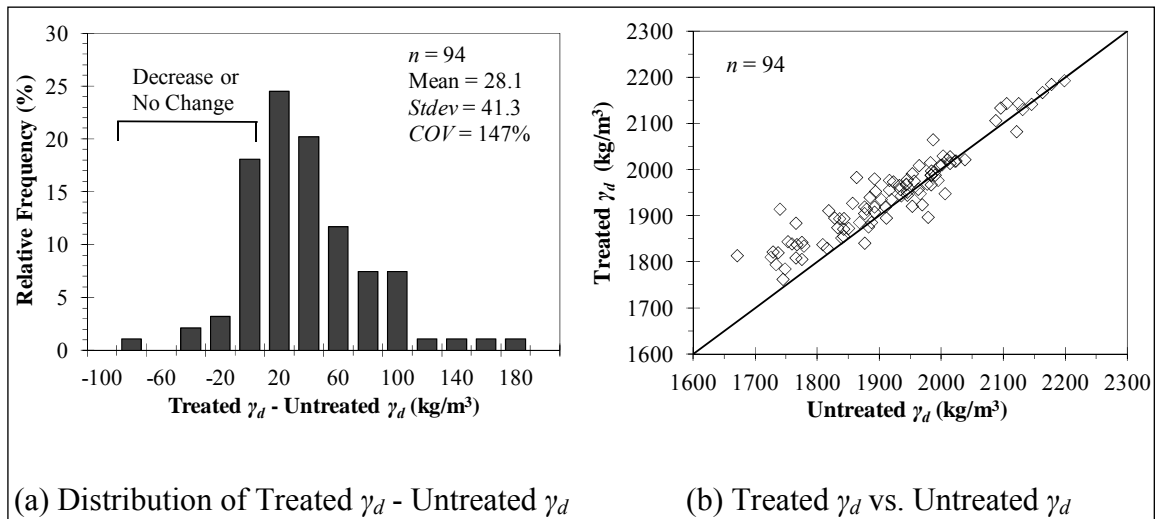 30
25
20
15
10
5
0
Relative Frequency (%)
Decrease or
No Change
n = 94
Mean = 28.1
Stdev = 41.3
COV = 147%
-100 -60 -20 20 60 100 140 180
Treated γd - Untreated γd (kg/m³)
(a) Distribution of Treated γd - Untreated γd
2300
2200
2100
2000
1900
1800
1700
1600
Treated γd (kg/m³)
n = 94
1600 1700 1800 1900 2000 2100 2200 2300
Untreated γd (kg/m³)
(b) Treated γd vs. Untreated γd